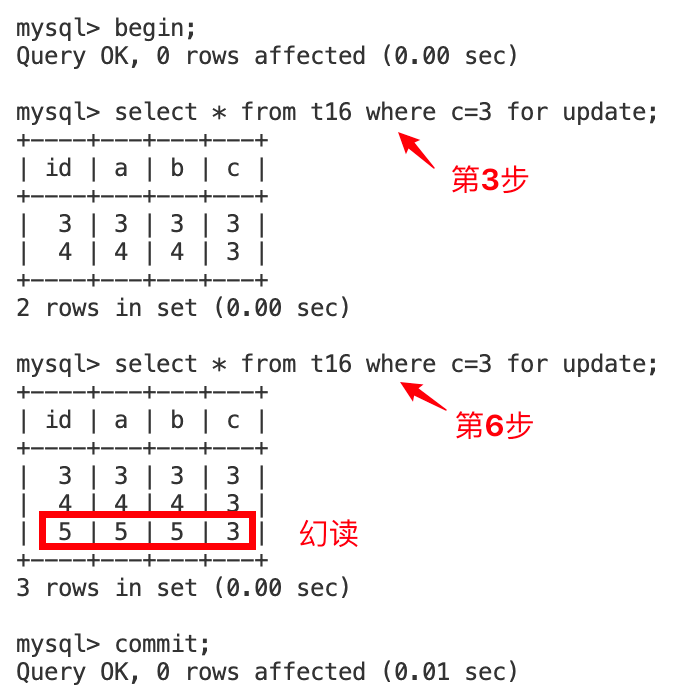 mysql> begin;
Query OK, 0 rows affected (0.00 sec)
mysql> select * from t16 where c=3 for update;
+----+---+---+---+
| id | a | b | c |
+----+---+---+---+
|  3 | 3 | 3 | 3 |
|  4 | 4 | 4 | 3 |
+----+---+---+---+
第3步
2 rows in set (0.00 sec)
mysql> select * from t16 where c=3 for update;
+----+---+---+---+
| id | a | b | c |
+----+---+---+---+
|  3 | 3 | 3 | 3 |
|  4 | 4 | 4 | 3 |
|  5 | 5 | 5 | 3 |
+----+---+---+---+
第6步
幻读
3 rows in set (0.00 sec)
mysql> commit;
Query OK, 0 rows affected (0.01 sec)